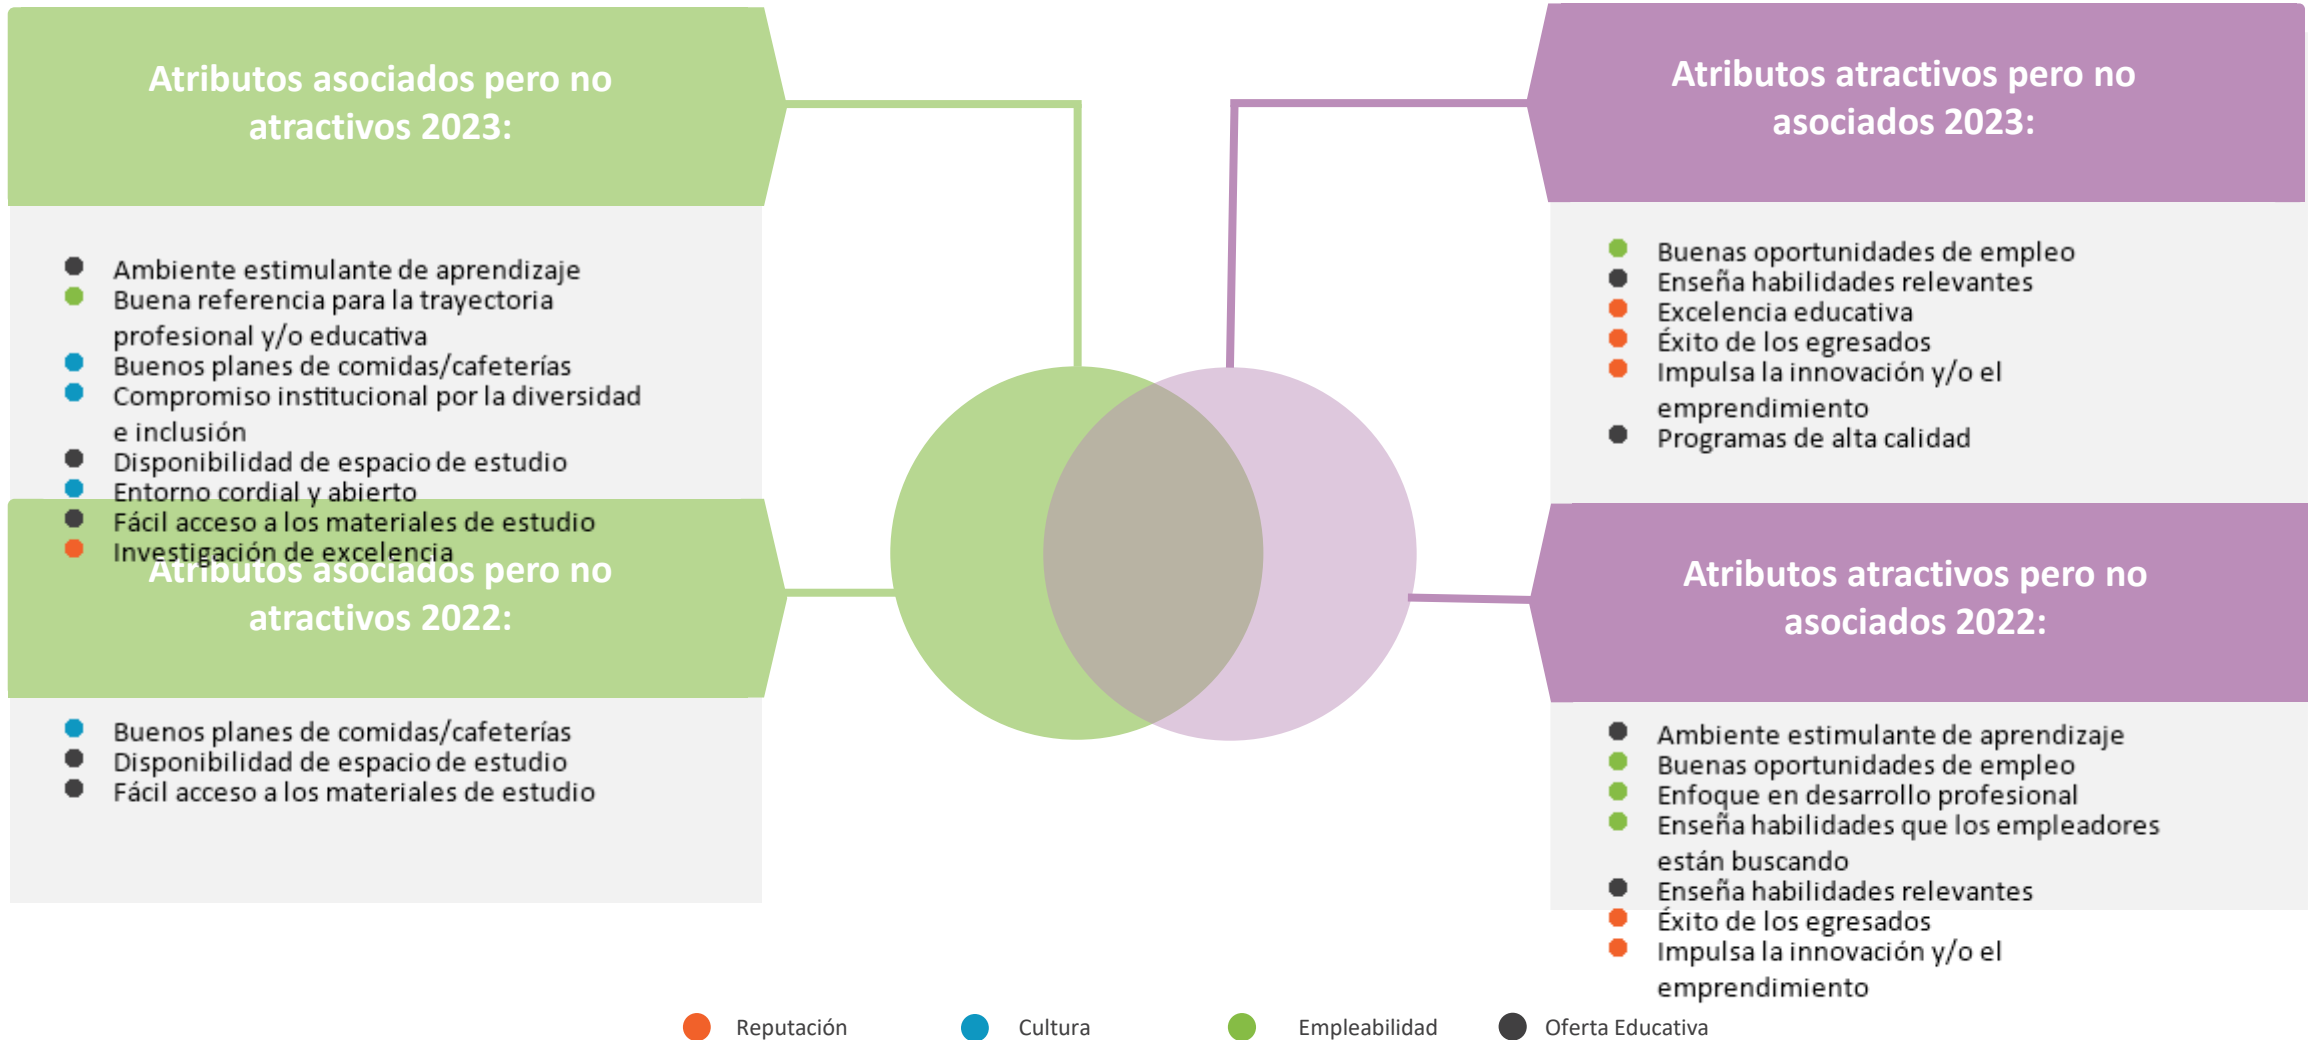 Atributos asociados pero no
atractivos 2023:
Ambiente estimulante de aprendizaje
Buena referencia para la trayectoria
profesional y/o educativa
Buenos planes de comidas/cafeterías
Compromiso institucional por la diversidad
e inclusión
Disponibilidad de espacio de estudio
Entorno cordial y abierto
Fácil acceso a los materiales de estudio
Investigación de excelencia
Atributos asociados pero no
atractivos 2022:
Buenos planes de comidas/cafeterías
Disponibilidad de espacio de estudio
Fácil acceso a los materiales de estudio
Atributos atractivos pero no
asociados 2023:
Buenas oportunidades de empleo
Enseña habilidades relevantes
Excelencia educativa
Éxito de los egresados
Impulsa la innovación y/o el
emprendimiento
Programas de alta calidad
Atributos atractivos pero no
asociados 2022:
Ambiente estimulante de aprendizaje
Buenas oportunidades de empleo
Enfoque en desarrollo profesional
Enseña habilidades que los empleadores
están buscando
Enseña habilidades relevantes
Éxito de los egresados
Impulsa la innovación y/o el
emprendimiento
Reputación
Cultura
Empleabilidad
Oferta Educativa